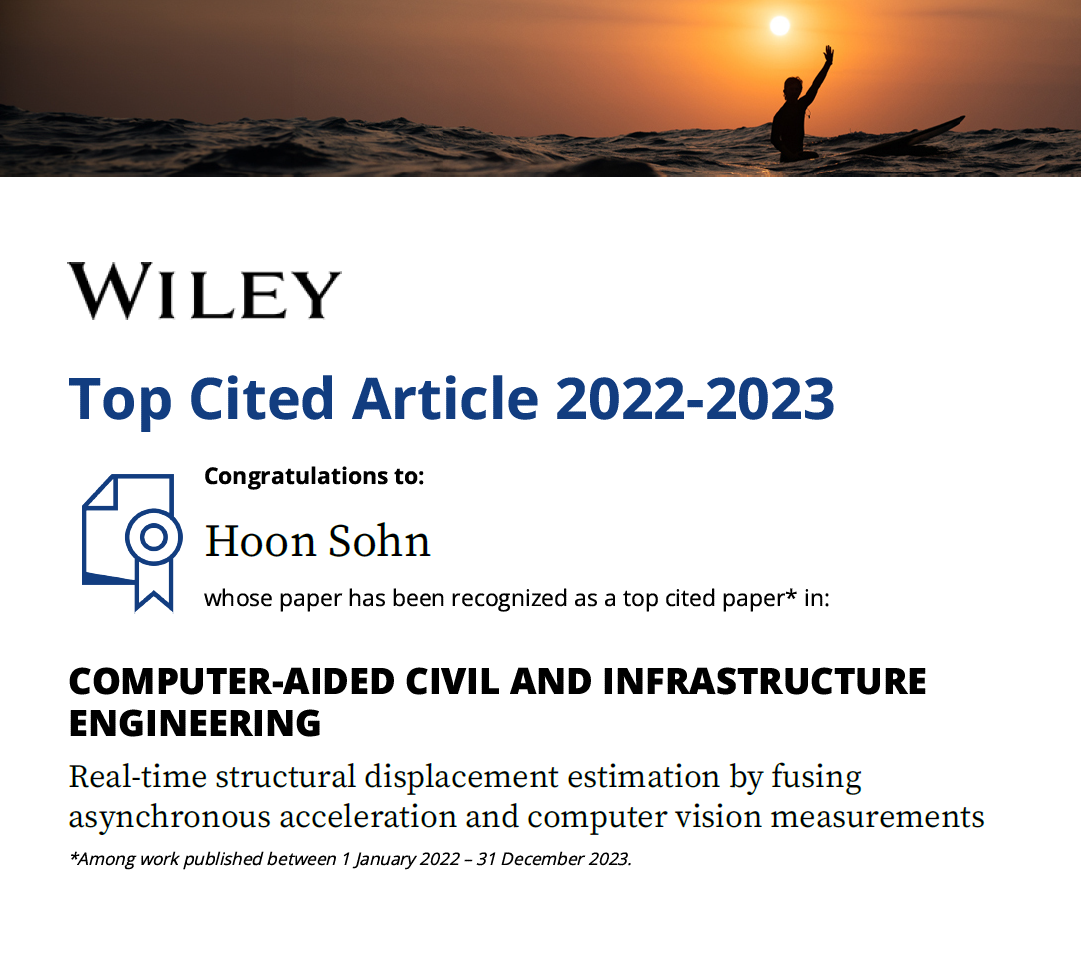 WILEY
Top Cited Article 2022-2023
Congratulations to:
Hoon Sohn
whose paper has been recognized as a top cited paper* in:
COMPUTER-AIDED CIVIL AND INFRASTRUCTURE
ENGINEERING
Real-time structural displacement estimation by fusing
asynchronous acceleration and computer vision measurements
*Among work published between 1 January 2022 – 31 December 2023.